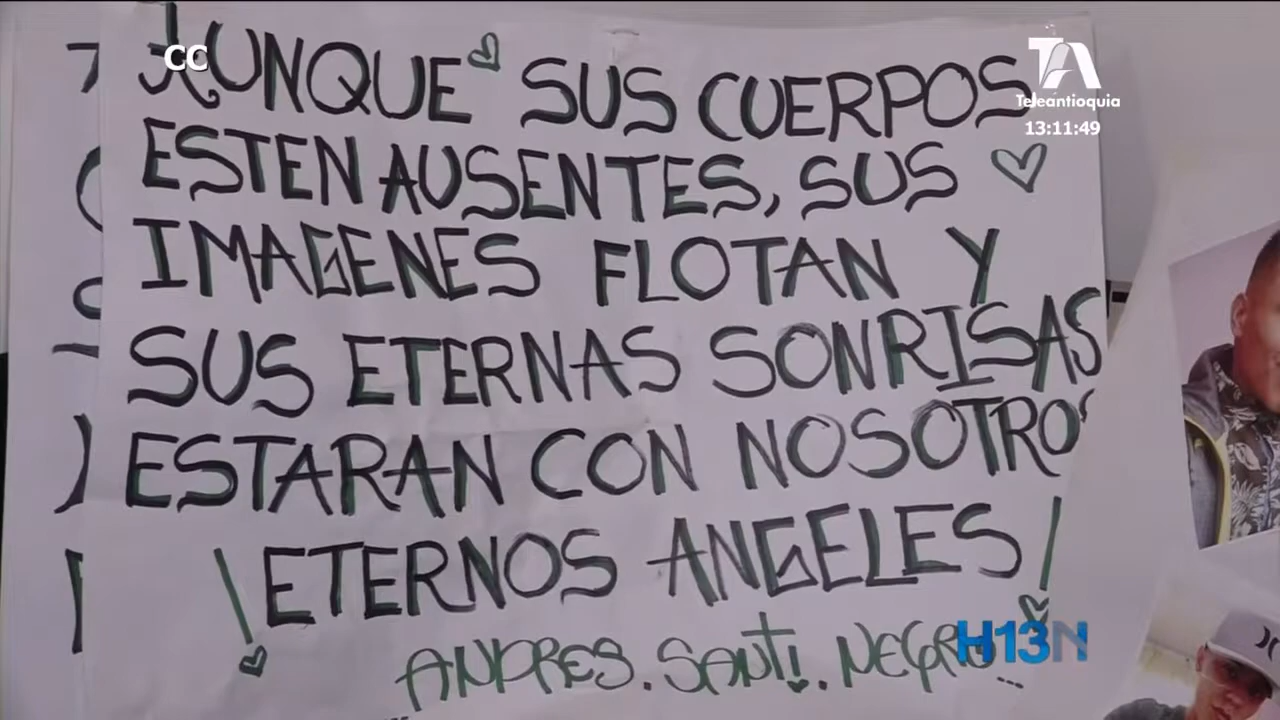 CC
TA
Teleantioquia
13:11:49
AUNQUE SUS CUERPOS
ESTEN AUSENTES, SUS
IMAGENES FLOTAN Y
SUS ETERNAS SONRISAS
ESTARAN CON NOSOTROS
¡ETERNOS ANGELES!
ANDRES. SANTI. NEGRO...
H13N